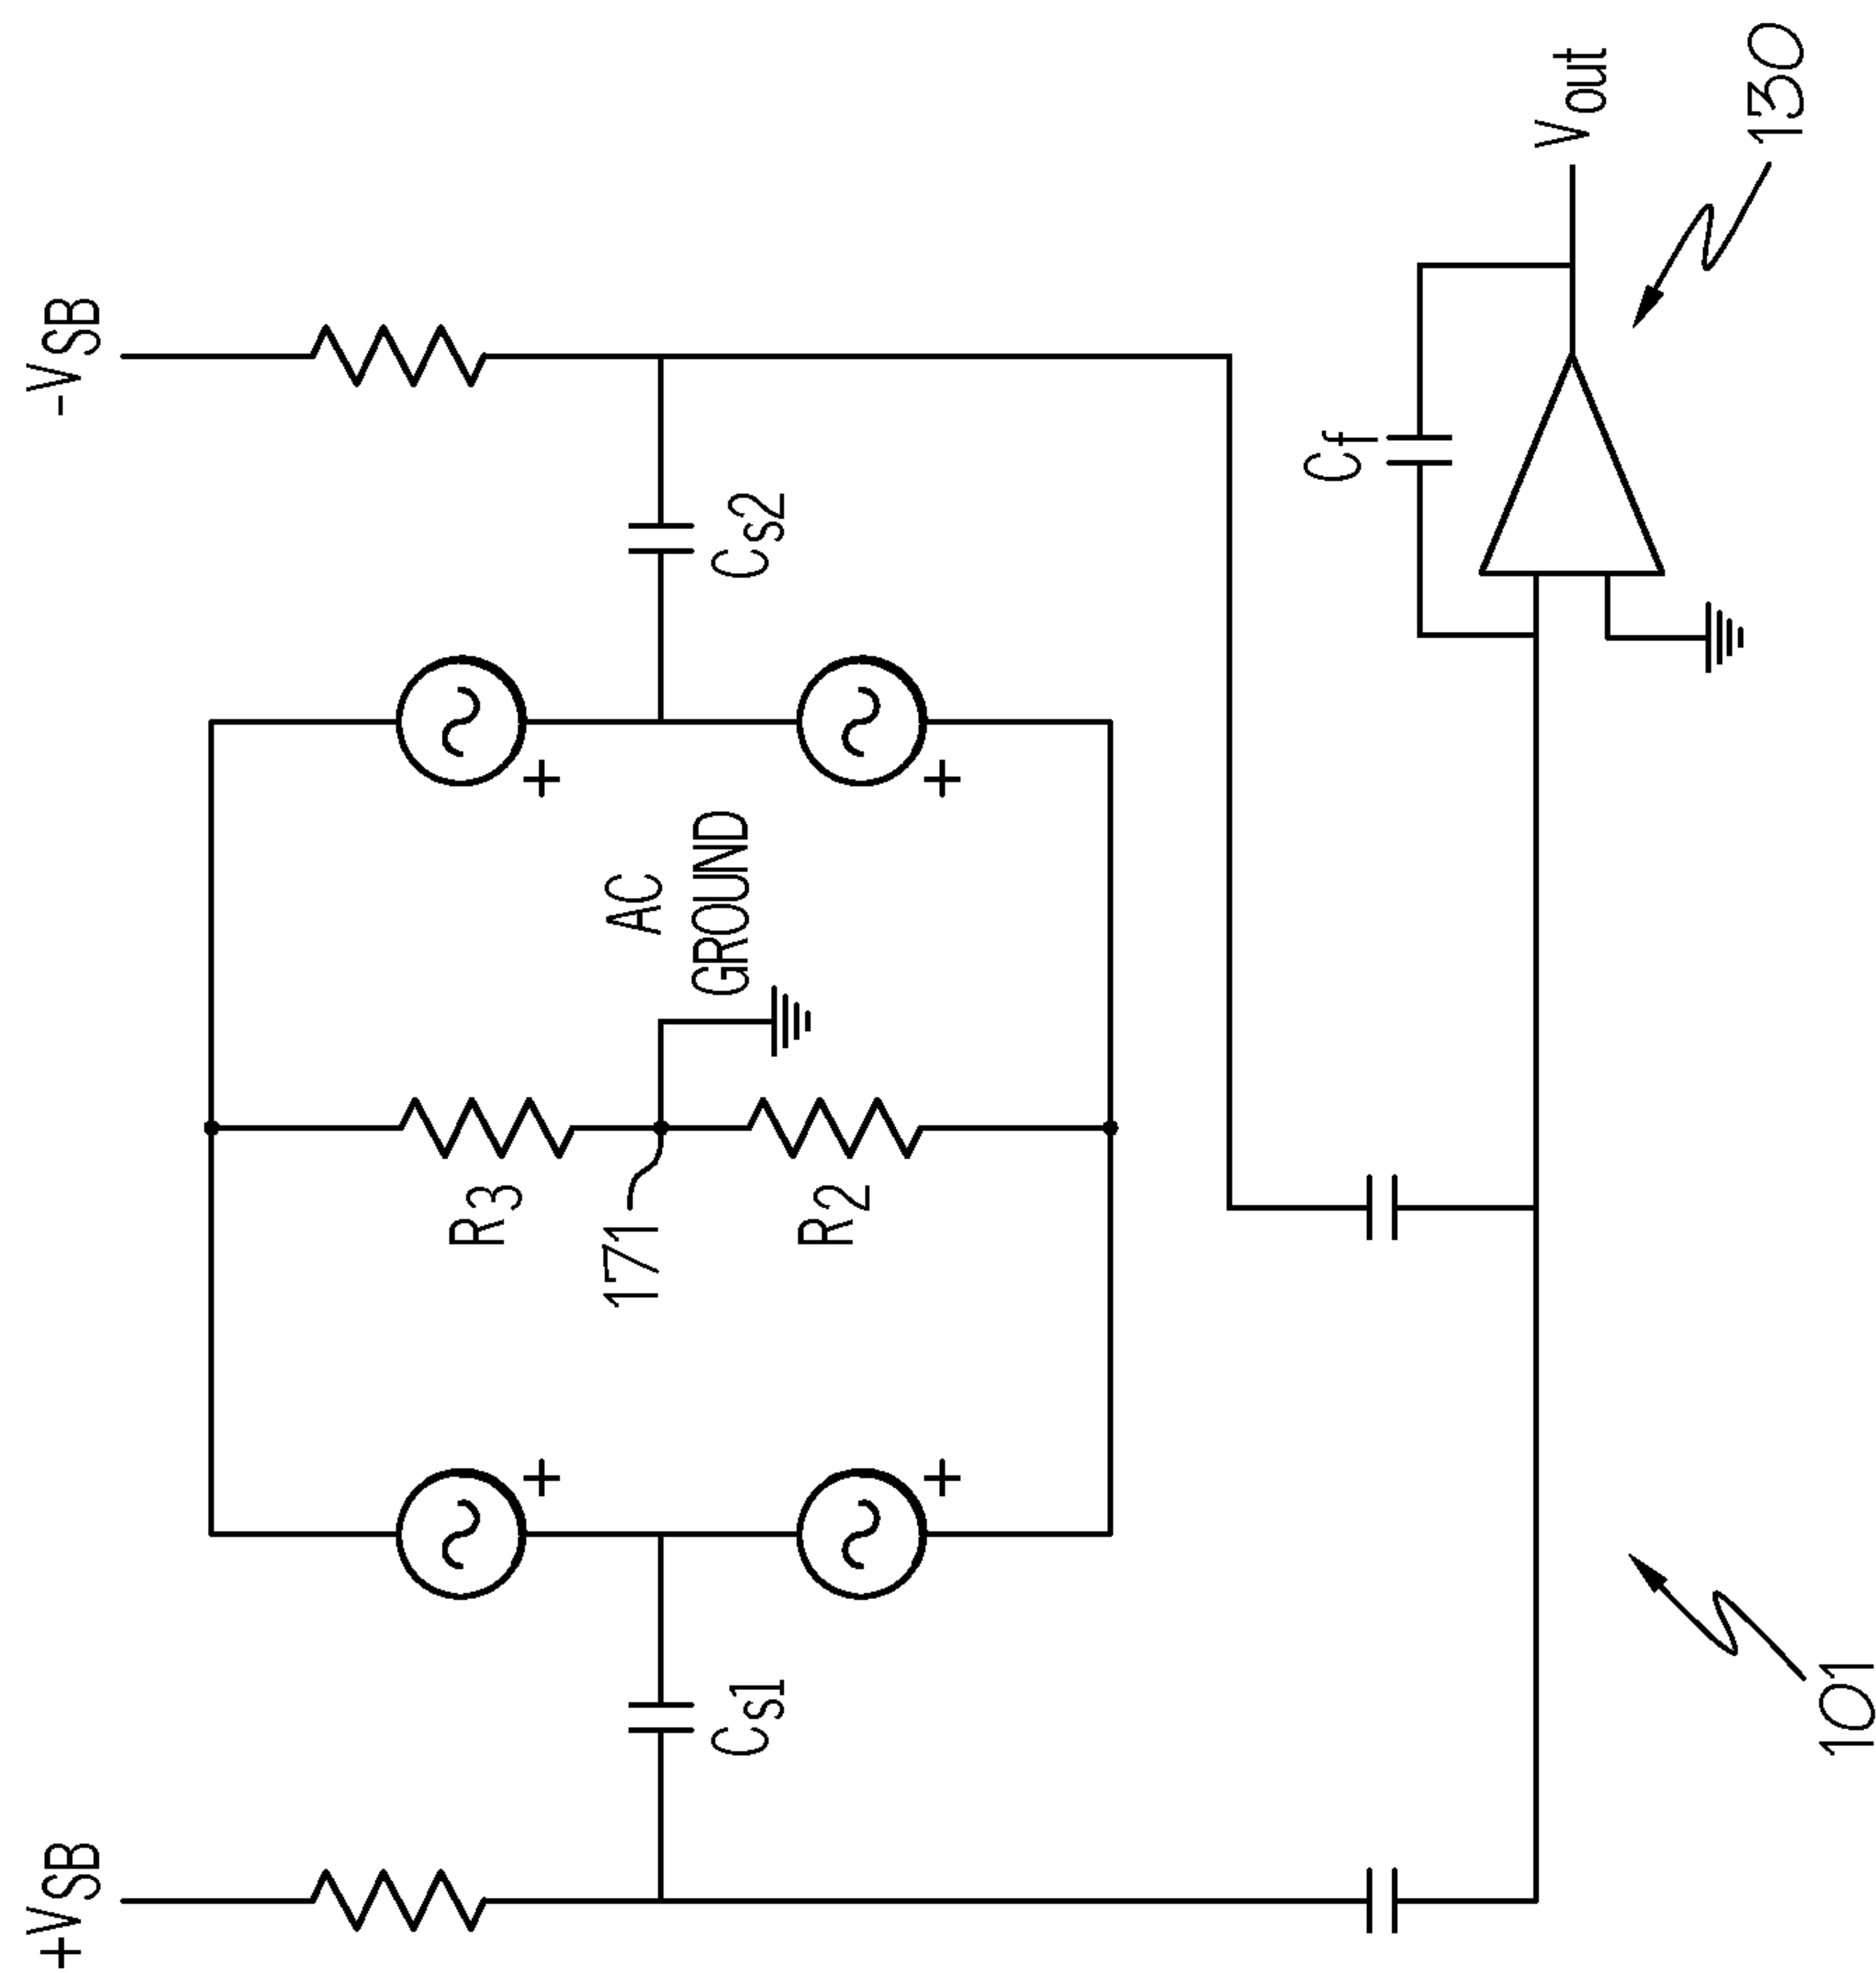 +VSB
-VSB
Cs1
Cs2
R3
171
R2
AC
GROUND
+
+
+
+
Cf
Vout
130
101